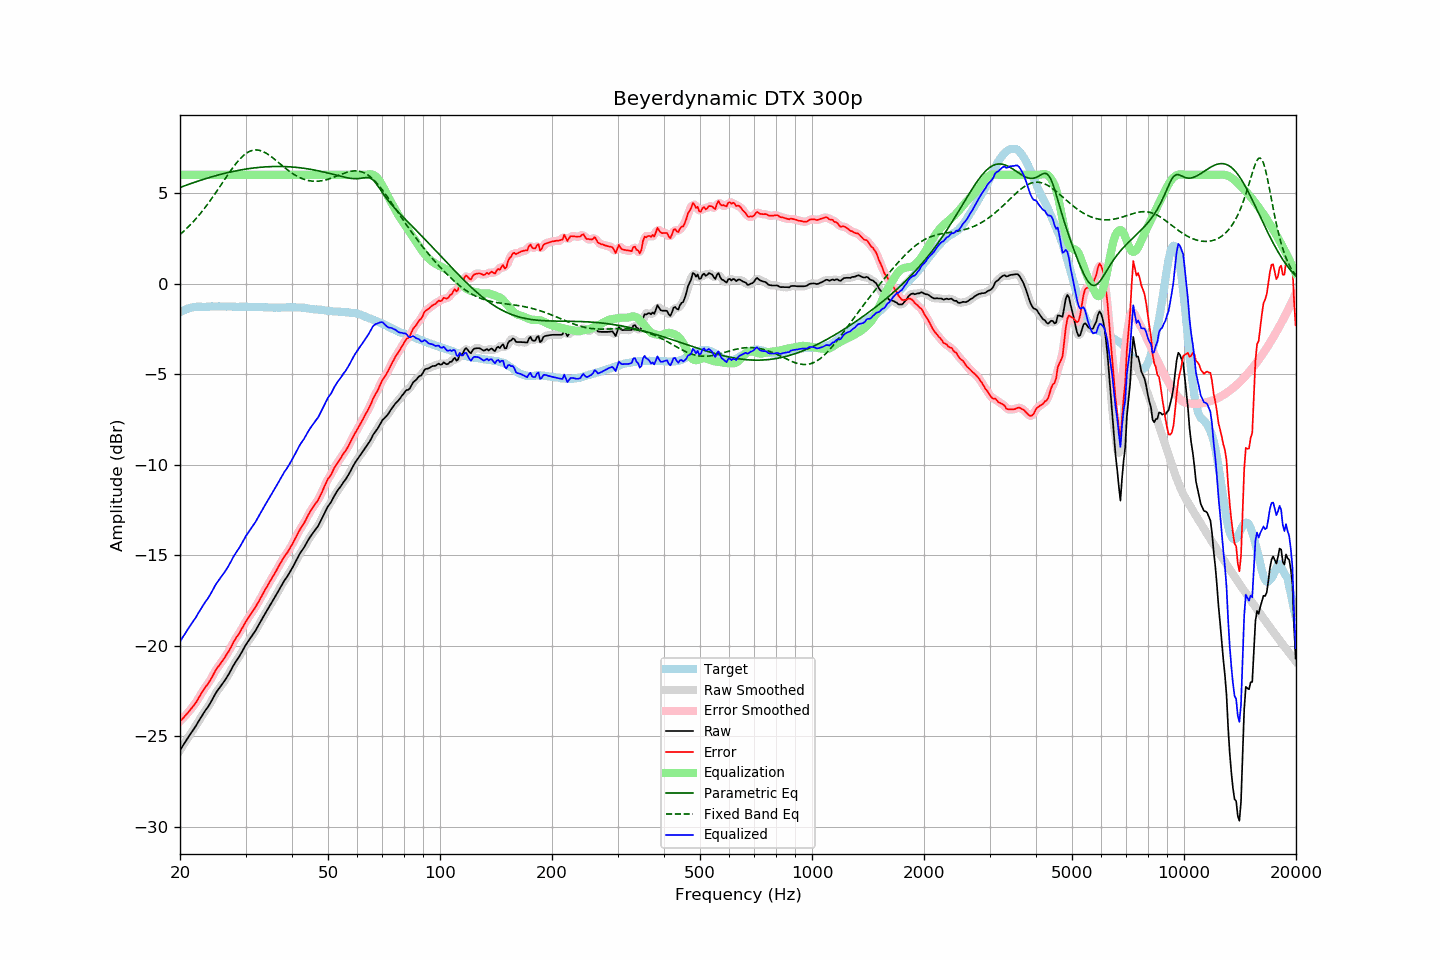 Beyerdynamic DTX 300p
Amplitude (dBr)
5
0
−5
−10
−15
−20
−25
−30
Target
Raw Smoothed
Error Smoothed
Raw
Error
Equalization
Parametric Eq
Fixed Band Eq
Equalized
20 50 100 200 500 1000 2000 5000 10000 20000
Frequency (Hz)